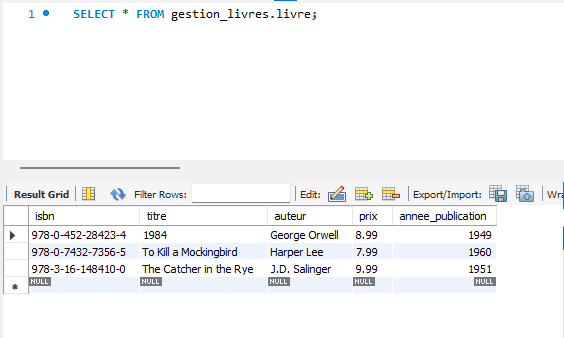 1 SELECT * FROM gestion_livres.livre;
Result Grid Filter Rows: Edit: Export/Import: Wra
isbn titre auteur prix annee_publication
978-0-452-28423-4 1984 George Orwell 8.99 1949
978-0-7432-7356-5 To Kill a Mockingbird Harper Lee 7.99 1960
978-3-16-148410-0 The Catcher in the Rye J.D. Salinger 9.99 1951
NULL NULL NULL NULL NULL